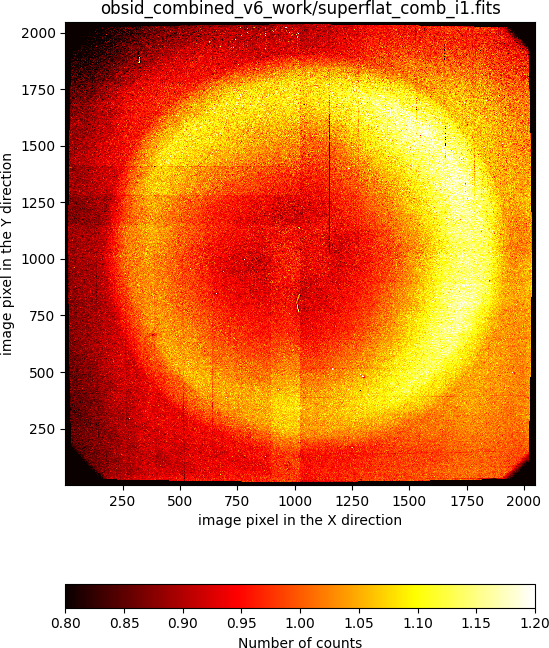 obsid_combined_v6_work/superflat_comb_i1.fits
2000
1750
1500
1250
1000
750
500
250
image pixel in the Y direction
250 500 750 1000 1250 1500 1750 2000
image pixel in the X direction
0.80 0.85 0.90 0.95 1.00 1.05 1.10 1.15 1.20
Number of counts